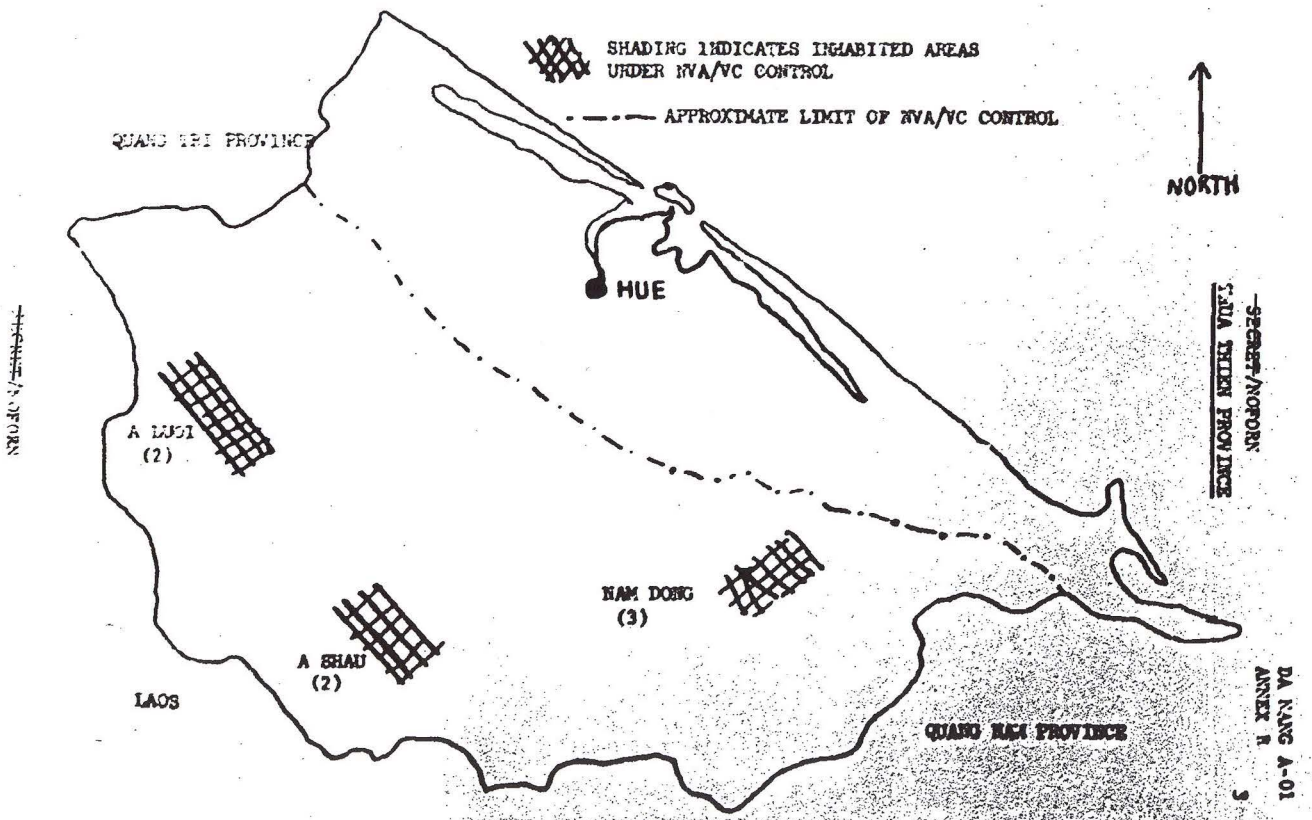 SHADING INDICATES INHABITED AREAS
UNDER NVA/VC CONTROL
APPROXIMATE LIMIT OF NVA/VC CONTROL
NORTH
QUANG TRI PROVINCE
HUE
SECRET/NOFORN
THUA THIEN PROVINCE
SECRET/NOFORN
A LUOI
(2)
NAM DONG
(3)
A SHAU
(2)
LAOS
QUANG NAM PROVINCE
DA NANG A-01
ANNEX R